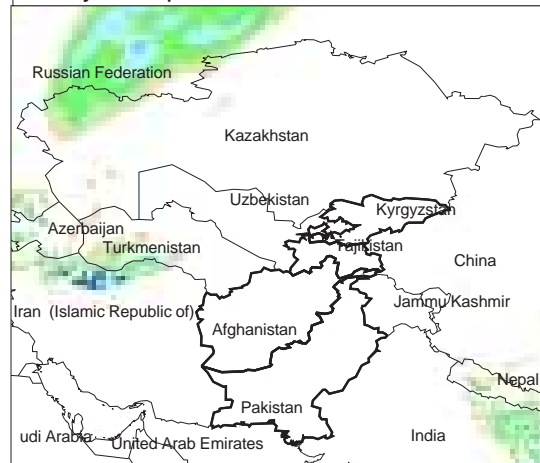 Russian Federation
Kazakhstan
Uzbekistan
Kyrgyzstan
Azerbaijan
Turkmenistan
Tajikistan
China
Iran (Islamic Republic of)
Jammu Kashmir
Afghanistan
Nepal
Pakistan
udi Arabia
United Arab Emirates
India